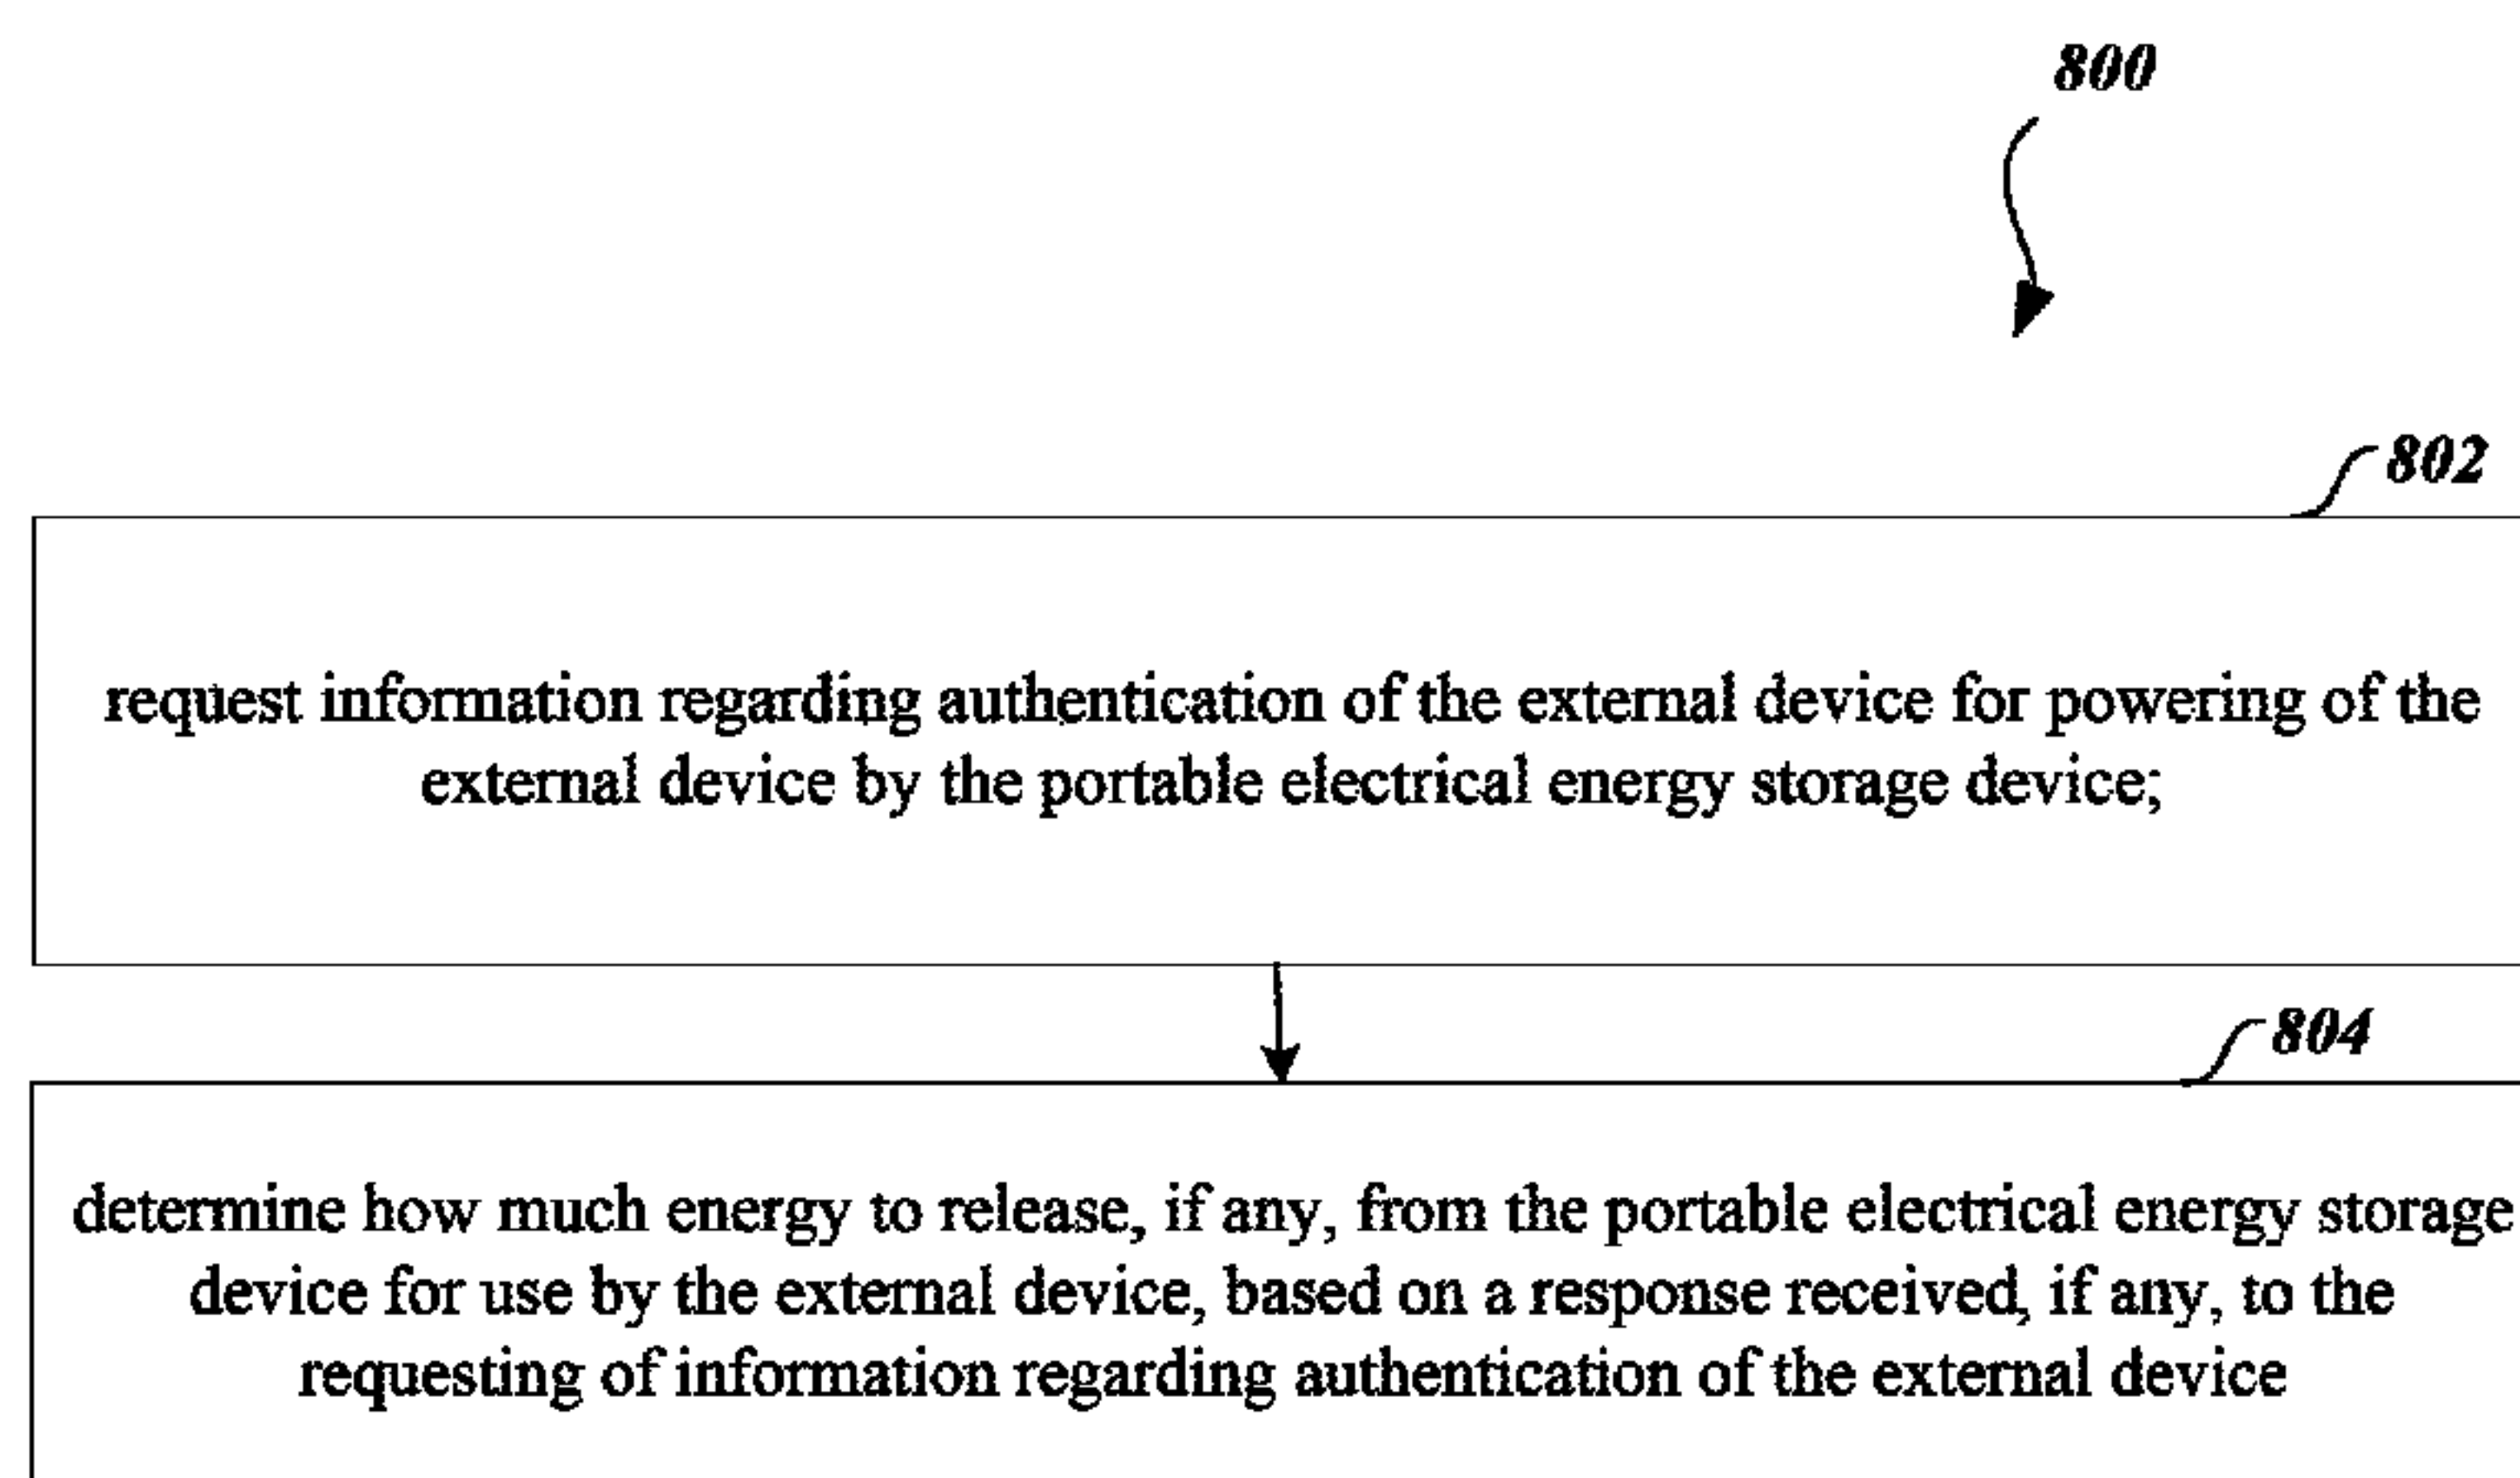 800
802
request information regarding authentication of the external device for powering of the
external device by the portable electrical energy storage device;
804
determine how much energy to release, if any, from the portable electrical energy storage
device for use by the external device, based on a response received, if any, to the
requesting of information regarding authentication of the external device